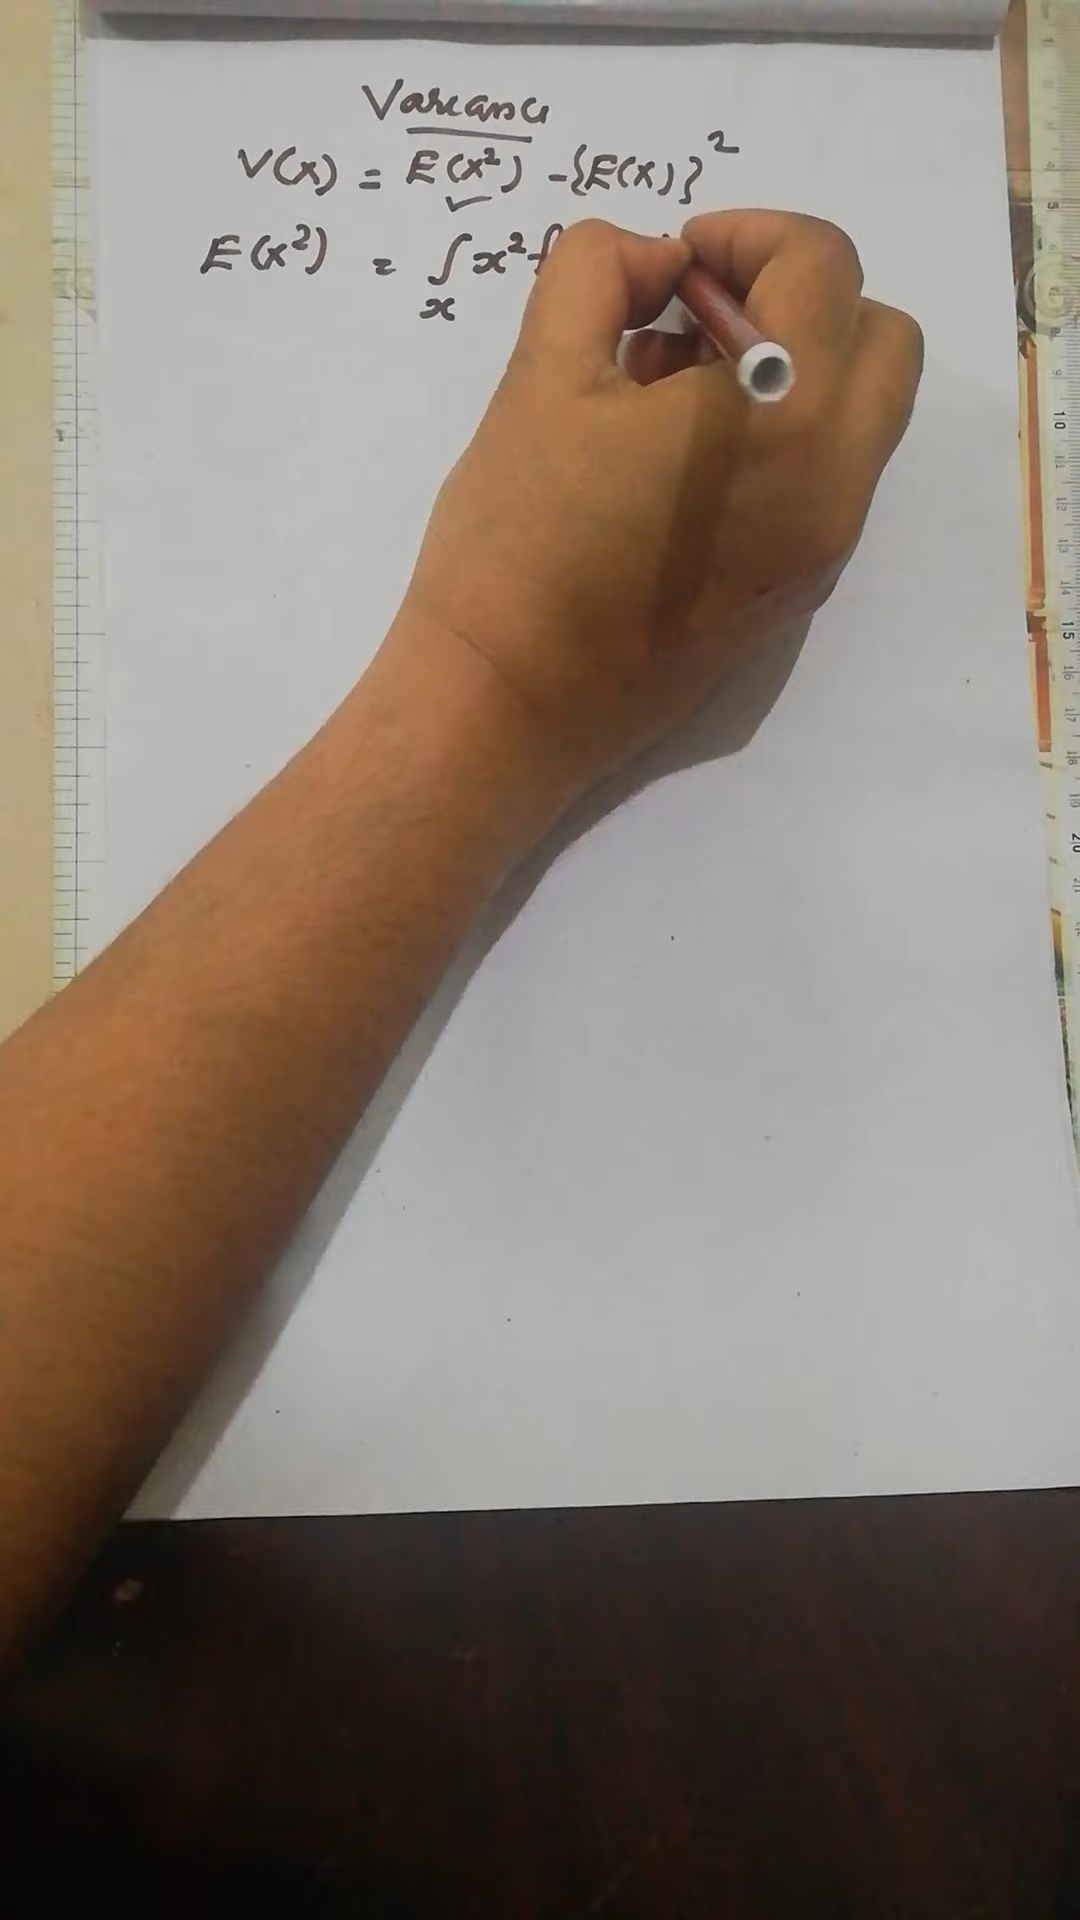 Variance
V(X) = E(X²) - {E(X)}²
E(X²) = ∫ₓ x² f